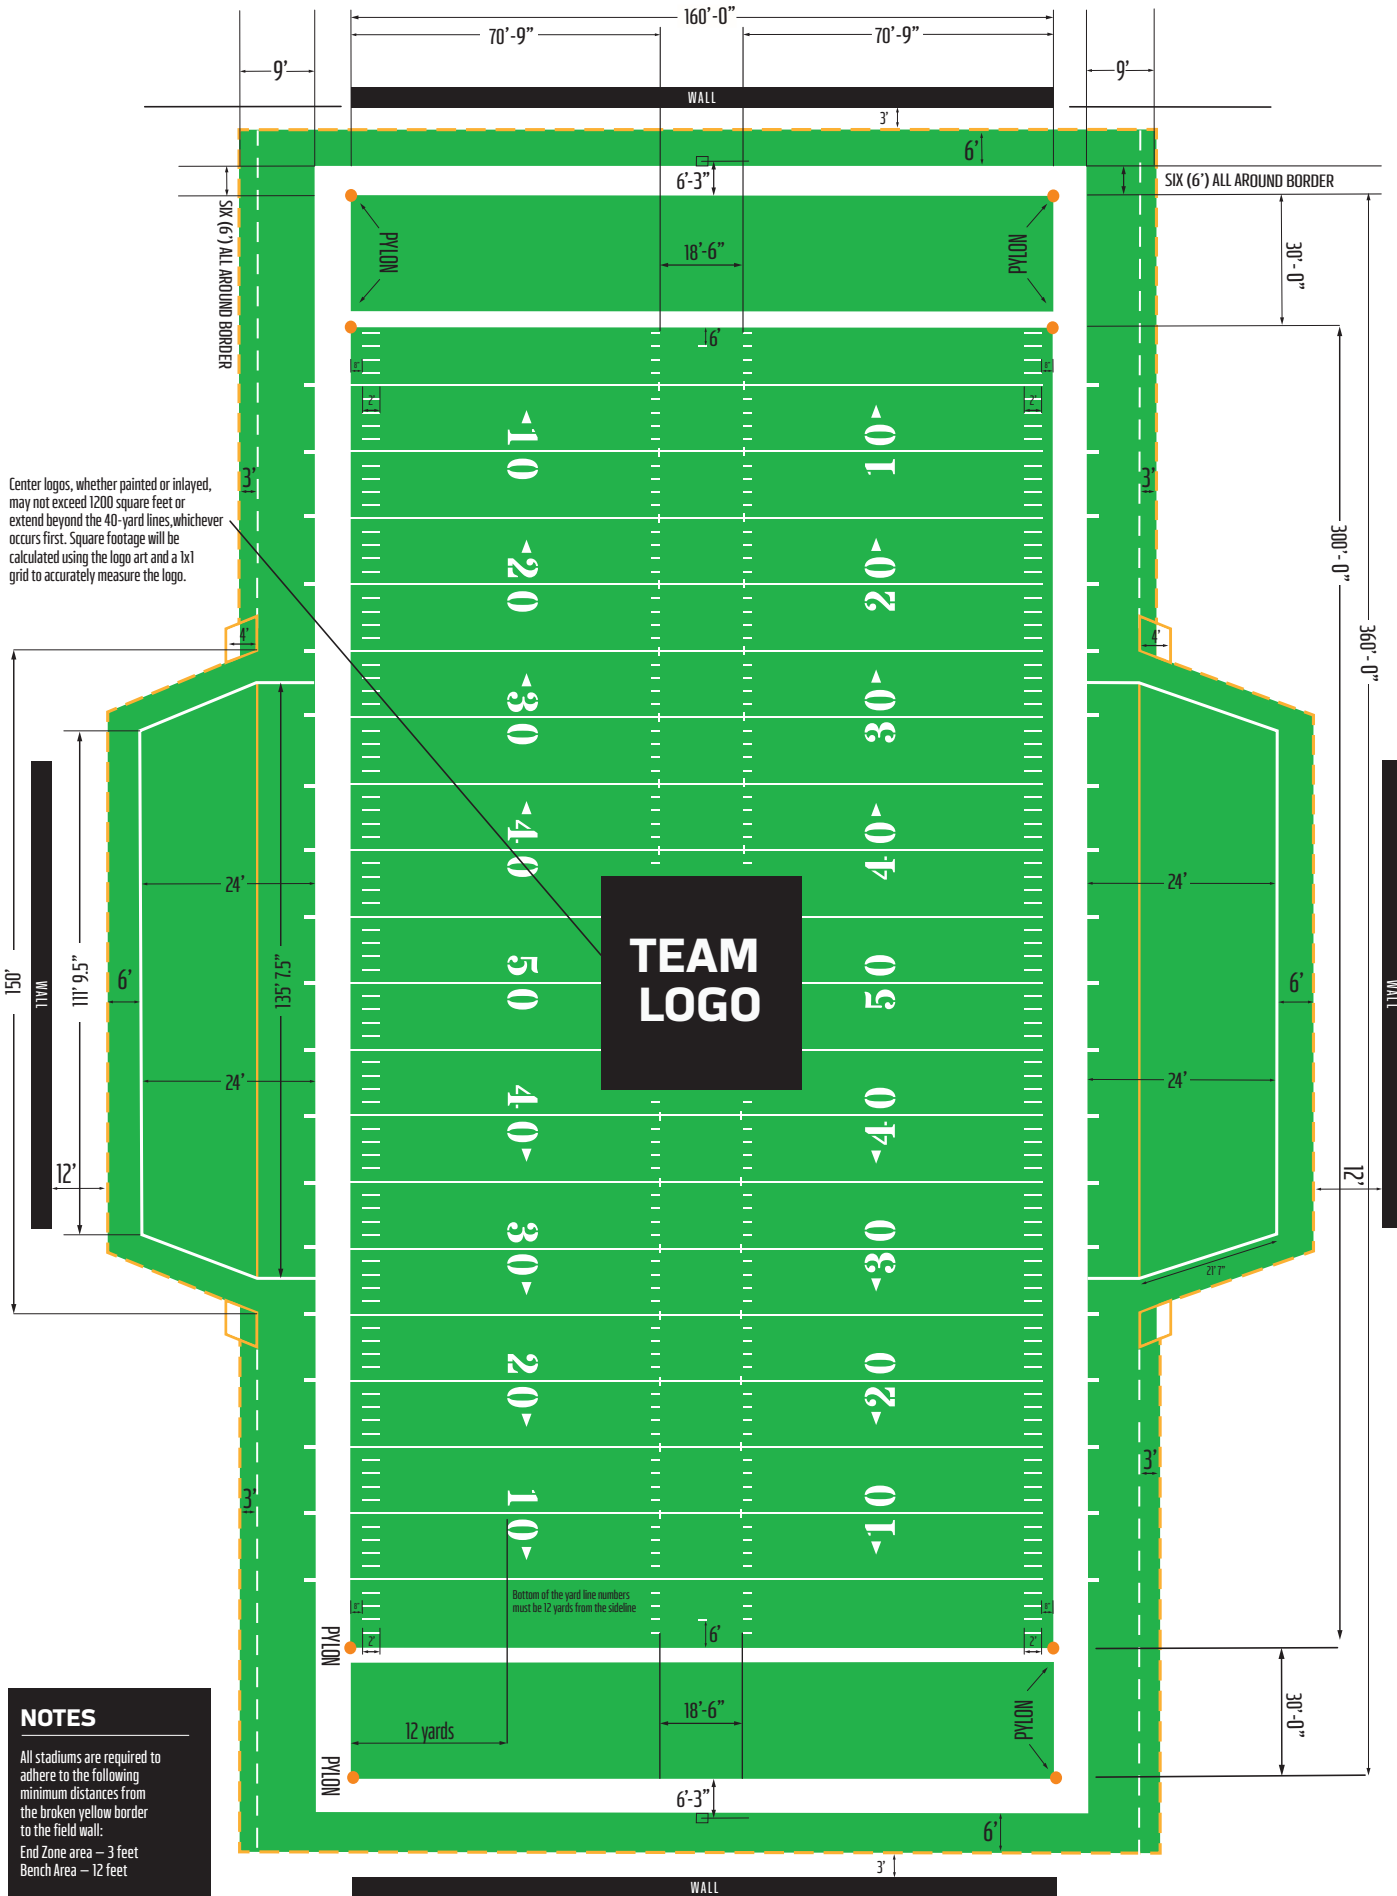 160'-0"
70'-9"
70'-9"
9'
9'
WALL
3'
6'
6'-3"
SIX (6') ALL AROUND BORDER
SIX (6') ALL AROUND BORDER
PYLON
PYLON
18'-6"
30'-0"
6'
8"
8"
2'
2'
10
10
3'
3'
Center logos, whether painted or inlayed,
may not exceed 1200 square feet or
extend beyond the 40-yard lines,whichever
occurs first. Square footage will be
calculated using the logo art and a 1x1
grid to accurately measure the logo.
300'-0"
20
20
4'
4'
360'-0"
30
30
40
40
24'
24'
TEAM
LOGO
50
50
150'
WALL
111' 9.5"
6'
135' 7.5"
6'
WALL
24'
24'
40
40
12'
12'
30
30
21' 7"
20
20
3'
3'
10
10
Bottom of the yard line numbers
must be 12 yards from the sideline
8"
8"
2'
2'
6'
PYLON
PYLON
PYLON
18'-6"
12 yards
30'-0"
6'-3"
6'
3'
WALL
NOTES
All stadiums are required to
adhere to the following
minimum distances from
the broken yellow border
to the field wall:
End Zone area – 3 feet
Bench Area – 12 feet